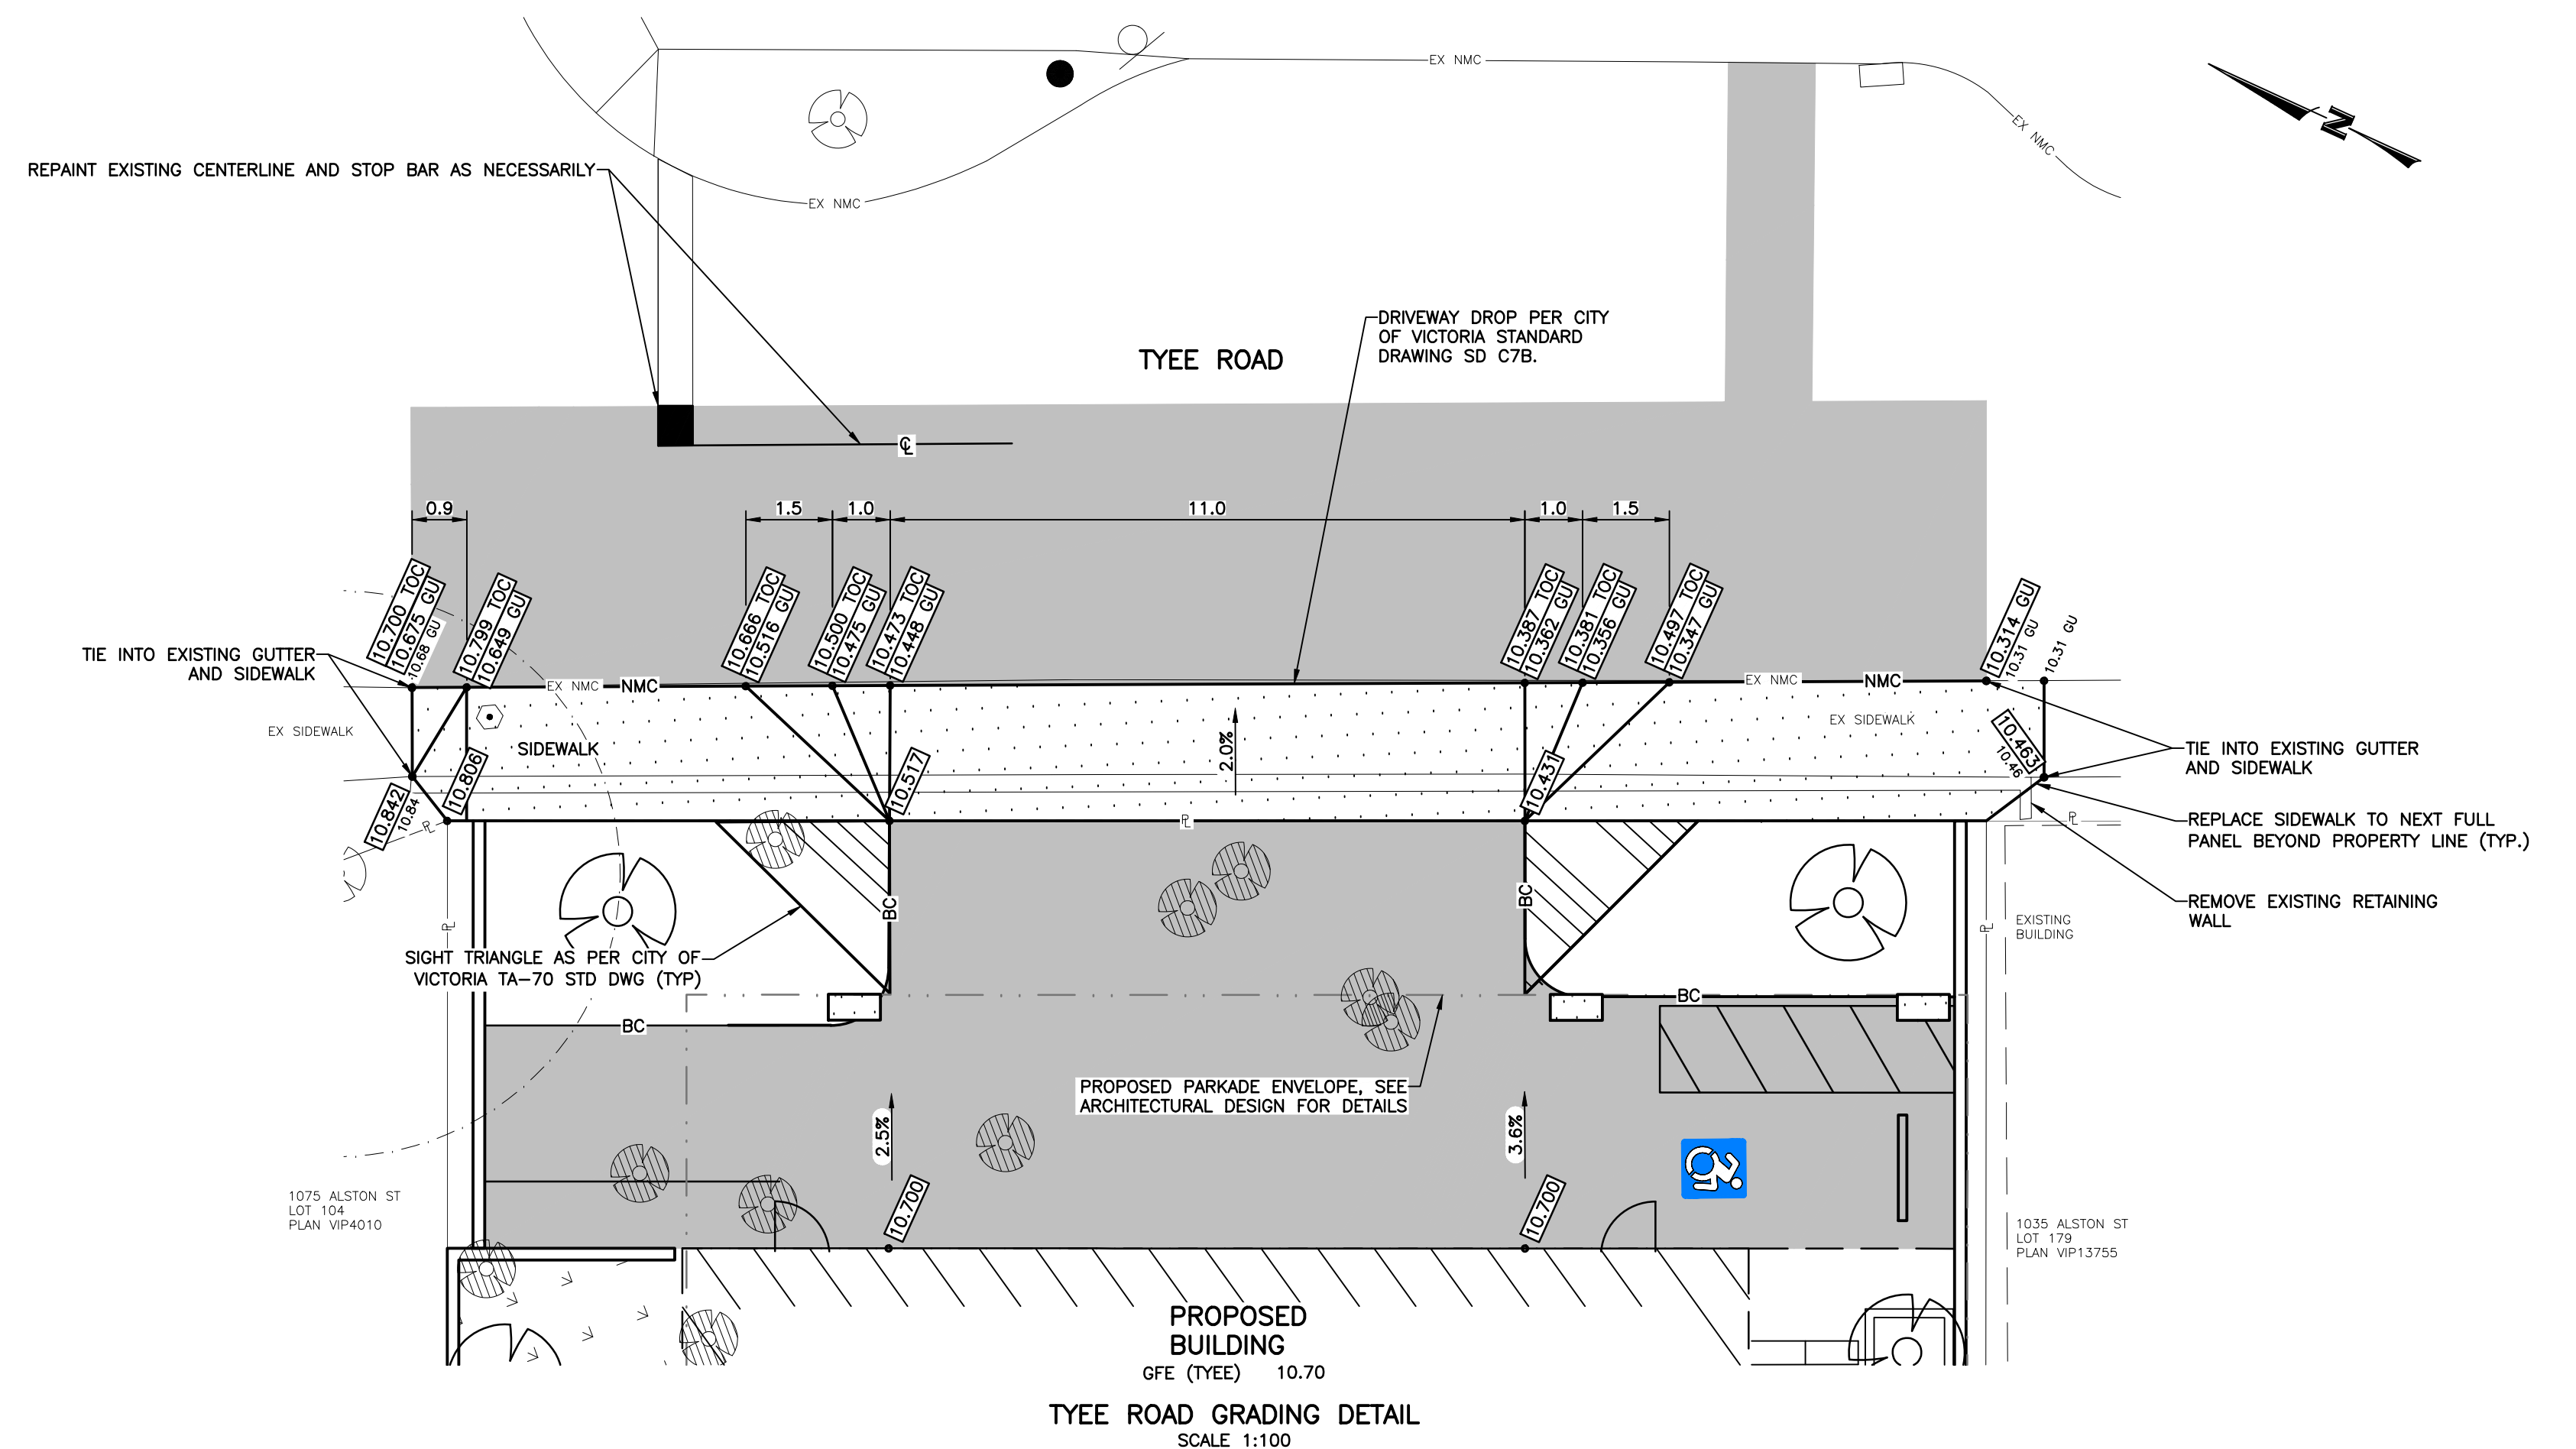 EX NMC
EX NMC
N
REPAINT EXISTING CENTERLINE AND STOP BAR AS NECESSARILY
EX NMC
DRIVEWAY DROP PER CITY
OF VICTORIA STANDARD
DRAWING SD C7B.
TYEE ROAD
℄
0.9
1.5
1.0
11.0
1.0
1.5
10.700 TOC
10.675 GU
10.68 GU
10.799 TOC
10.649 GU
10.666 TOC
10.516 GU
10.500 TOC
10.475 GU
10.473 TOC
10.448 GU
10.387 TOC
10.362 GU
10.381 TOC
10.356 GU
10.497 TOC
10.347 GU
10.314 GU
10.31 GU
10.31 GU
TIE INTO EXISTING GUTTER
AND SIDEWALK
EX NMC
NMC
EX NMC
NMC
EX SIDEWALK
SIDEWALK
EX SIDEWALK
2.0%
10.463
10.46
TIE INTO EXISTING GUTTER
AND SIDEWALK
10.842
10.84
10.806
10.517
10.431
PL
PL
PL
REPLACE SIDEWALK TO NEXT FULL
PANEL BEYOND PROPERTY LINE (TYP.)
REMOVE EXISTING RETAINING
WALL
BC
BC
PL
PL
EXISTING
BUILDING
SIGHT TRIANGLE AS PER CITY OF
VICTORIA TA-70 STD DWG (TYP)
BC
BC
PROPOSED PARKADE ENVELOPE, SEE
ARCHITECTURAL DESIGN FOR DETAILS
2.5%
3.6%
10.700
10.700
1075 ALSTON ST
LOT 104
PLAN VIP4010
1035 ALSTON ST
LOT 179
PLAN VIP13755
PROPOSED
BUILDING
GFE (TYEE) 10.70
TYEE ROAD GRADING DETAIL
SCALE 1:100